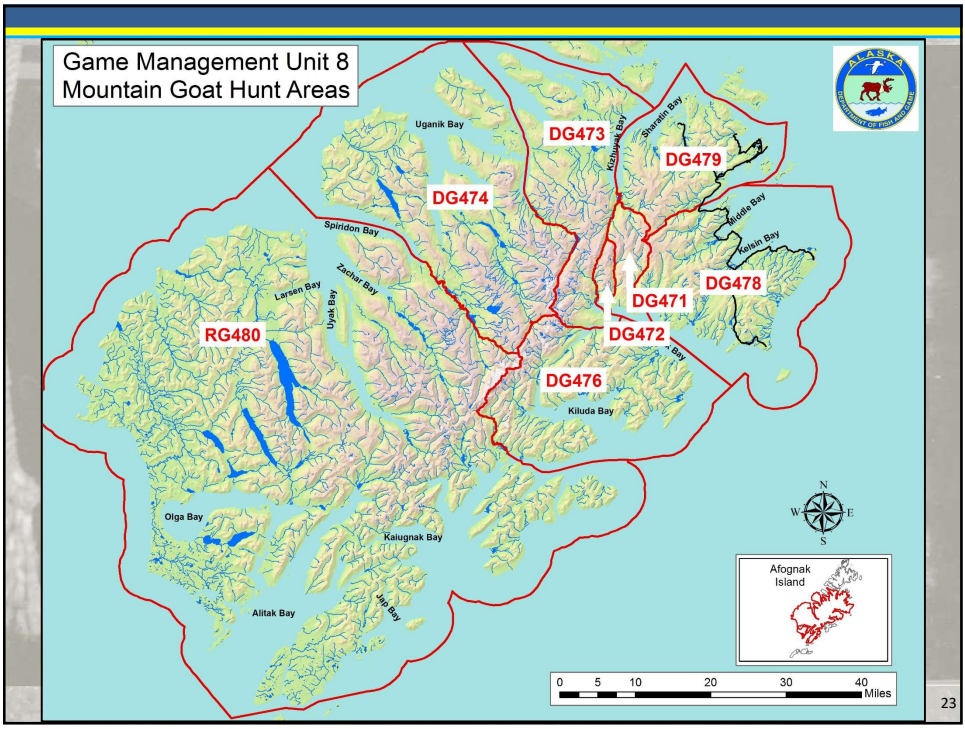 Game Management Unit 8
Mountain Goat Hunt Areas
ALASKA
DEPARTMENT OF FISH AND GAME
Uganik Bay
DG473
Kizhuyak Bay
Sharatin Bay
DG479
DG474
Middle Bay
Spiridon Bay
Kelsin Bay
Zachar Bay
DG478
Larsen Bay
Uyak Bay
DG471
RG480
DG472
Bay
DG476
Kiluda Bay
N
W
E
S
Olga Bay
Kaiugnak Bay
Afognak
Island
Jap Bay
Alitak Bay
0 5 10 20 30 40
Miles
23